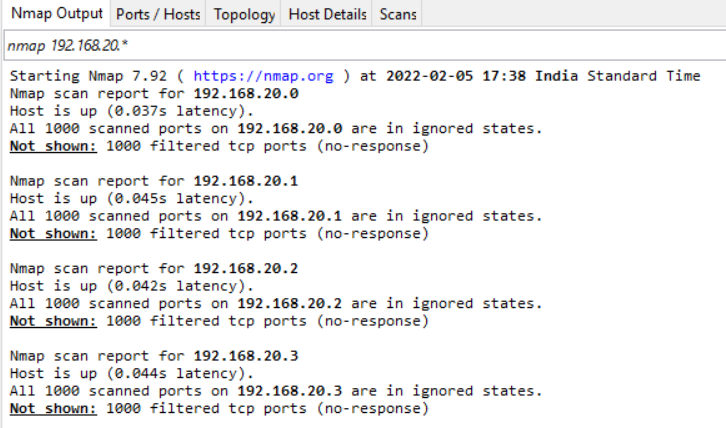 Nmap Output Ports / Hosts Topology Host Details Scans
nmap 192.168.20.*
Starting Nmap 7.92 ( https://nmap.org ) at 2022-02-05 17:38 India Standard Time
Nmap scan report for 192.168.20.0
Host is up (0.037s latency).
All 1000 scanned ports on 192.168.20.0 are in ignored states.
Not shown: 1000 filtered tcp ports (no-response)
Nmap scan report for 192.168.20.1
Host is up (0.045s latency).
All 1000 scanned ports on 192.168.20.1 are in ignored states.
Not shown: 1000 filtered tcp ports (no-response)
Nmap scan report for 192.168.20.2
Host is up (0.042s latency).
All 1000 scanned ports on 192.168.20.2 are in ignored states.
Not shown: 1000 filtered tcp ports (no-response)
Nmap scan report for 192.168.20.3
Host is up (0.044s latency).
All 1000 scanned ports on 192.168.20.3 are in ignored states.
Not shown: 1000 filtered tcp ports (no-response)